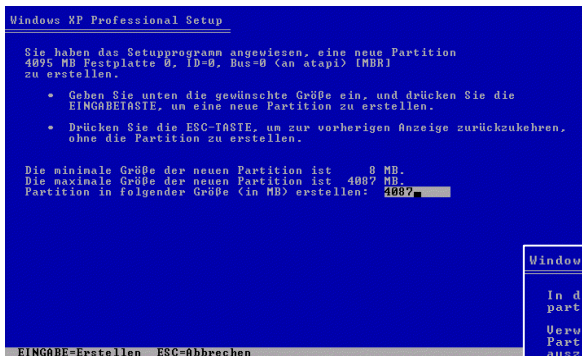 Windows XP Professional Setup
Sie haben das Setupprogramm angewiesen, eine neue Partition
4095 MB Festplatte 0, ID=0, Bus=0 (an atapi) [MBR]
zu erstellen.
• Geben Sie unten die gewünschte Größe ein, und drücken Sie die
EINGABETASTE, um eine neue Partition zu erstellen.
• Drücken Sie die ESC-TASTE, um zur vorherigen Anzeige zurückzukehren,
ohne die Partition zu erstellen.
Die minimale Größe der neuen Partition ist 8 MB.
Die maximale Größe der neuen Partition ist 4087 MB.
Partition in folgender Größe (in MB) erstellen: 4087
EINGABE=Erstellen ESC=Abbrechen
Window
In d
part
Verw
Part
ausz